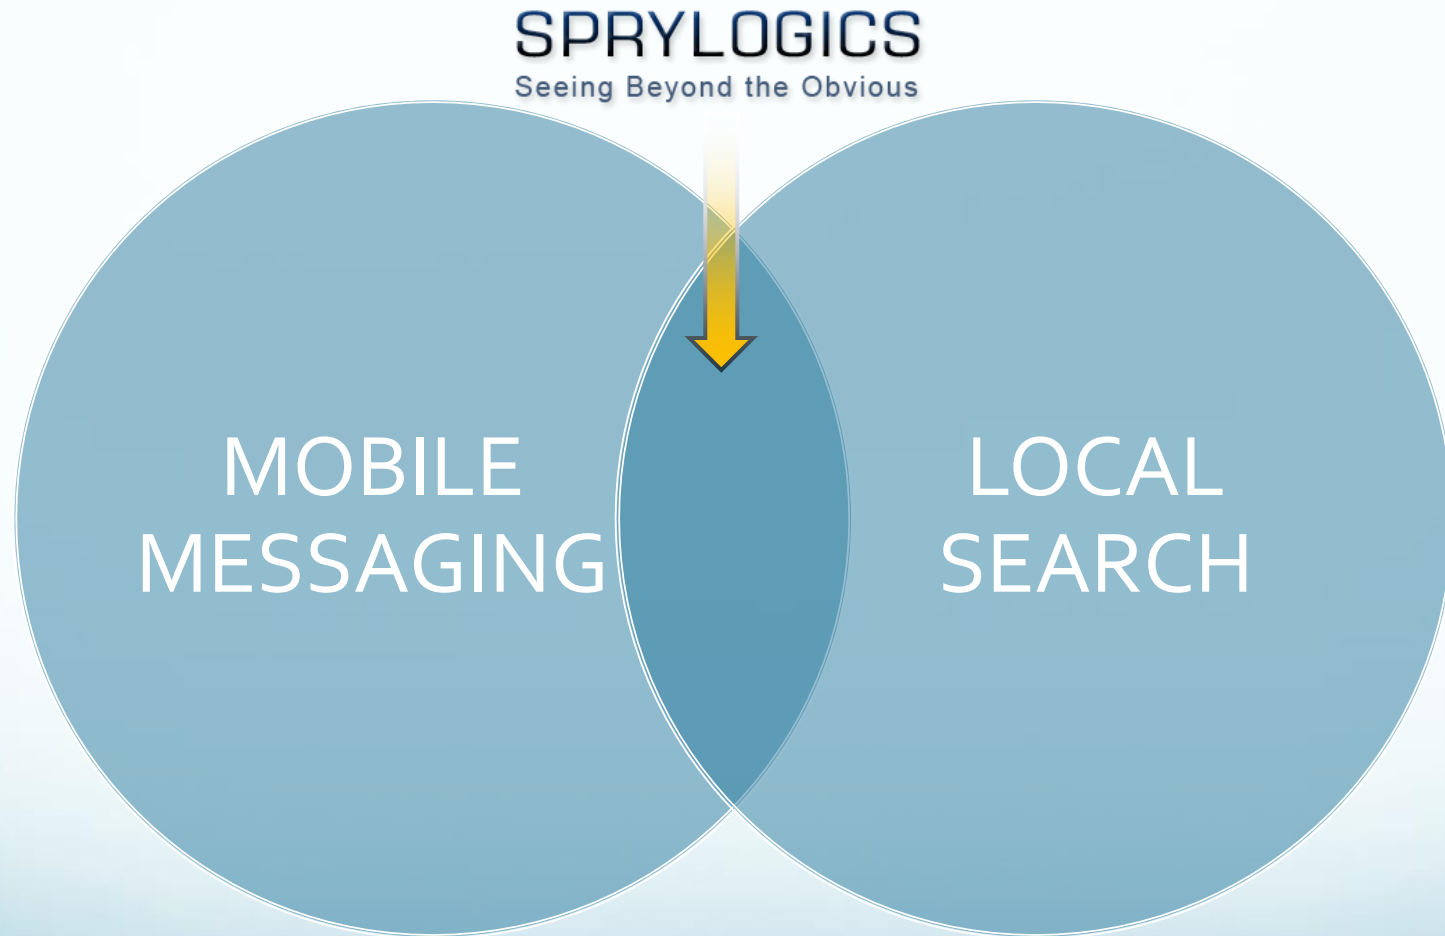 SPRYLOGICS
Seeing Beyond the Obvious
MOBILE
MESSAGING
LOCAL
SEARCH